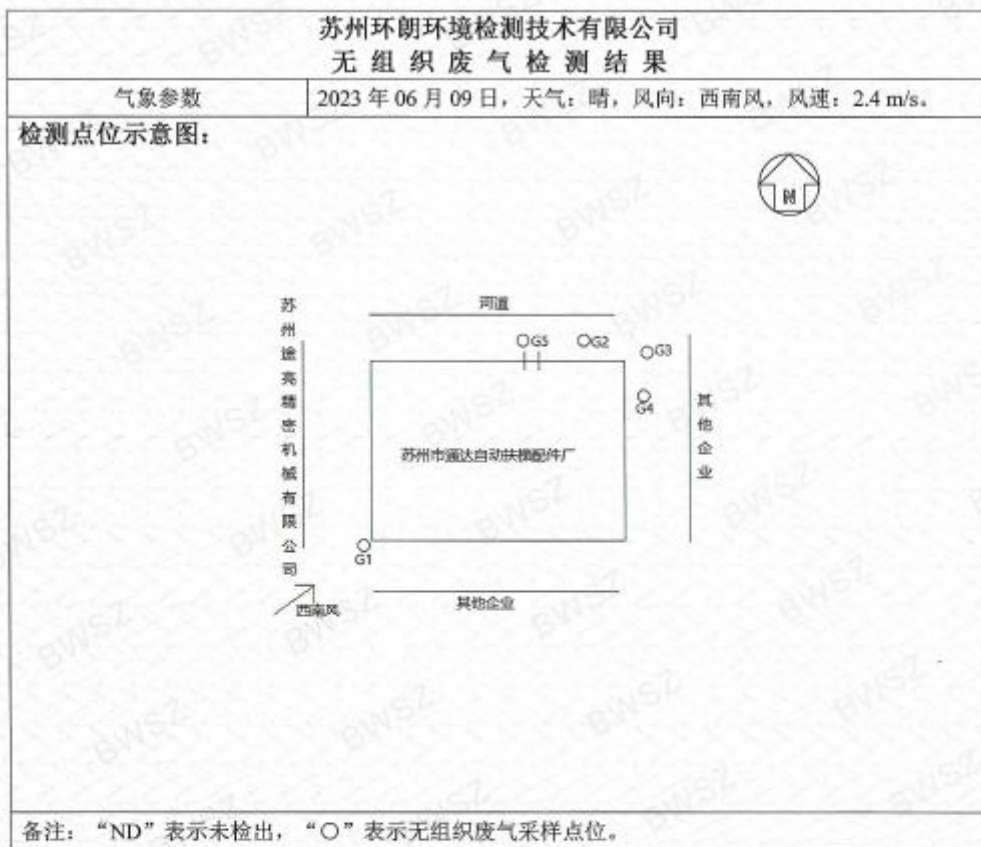 苏州环朗环境检测技术有限公司
无组织废气检测结果
气象参数
2023 年 06 月 09 日，天气：晴，风向：西南风，风速：2.4 m/s。
检测点位示意图：
N
河道
苏州途亮精密机械有限公司
G5
G2
G3
G4
其他企业
苏州市通达自动扶梯配件厂
G1
西南风
其他企业
备注：“ND”表示未检出，“○”表示无组织废气采样点位。
BWSZ